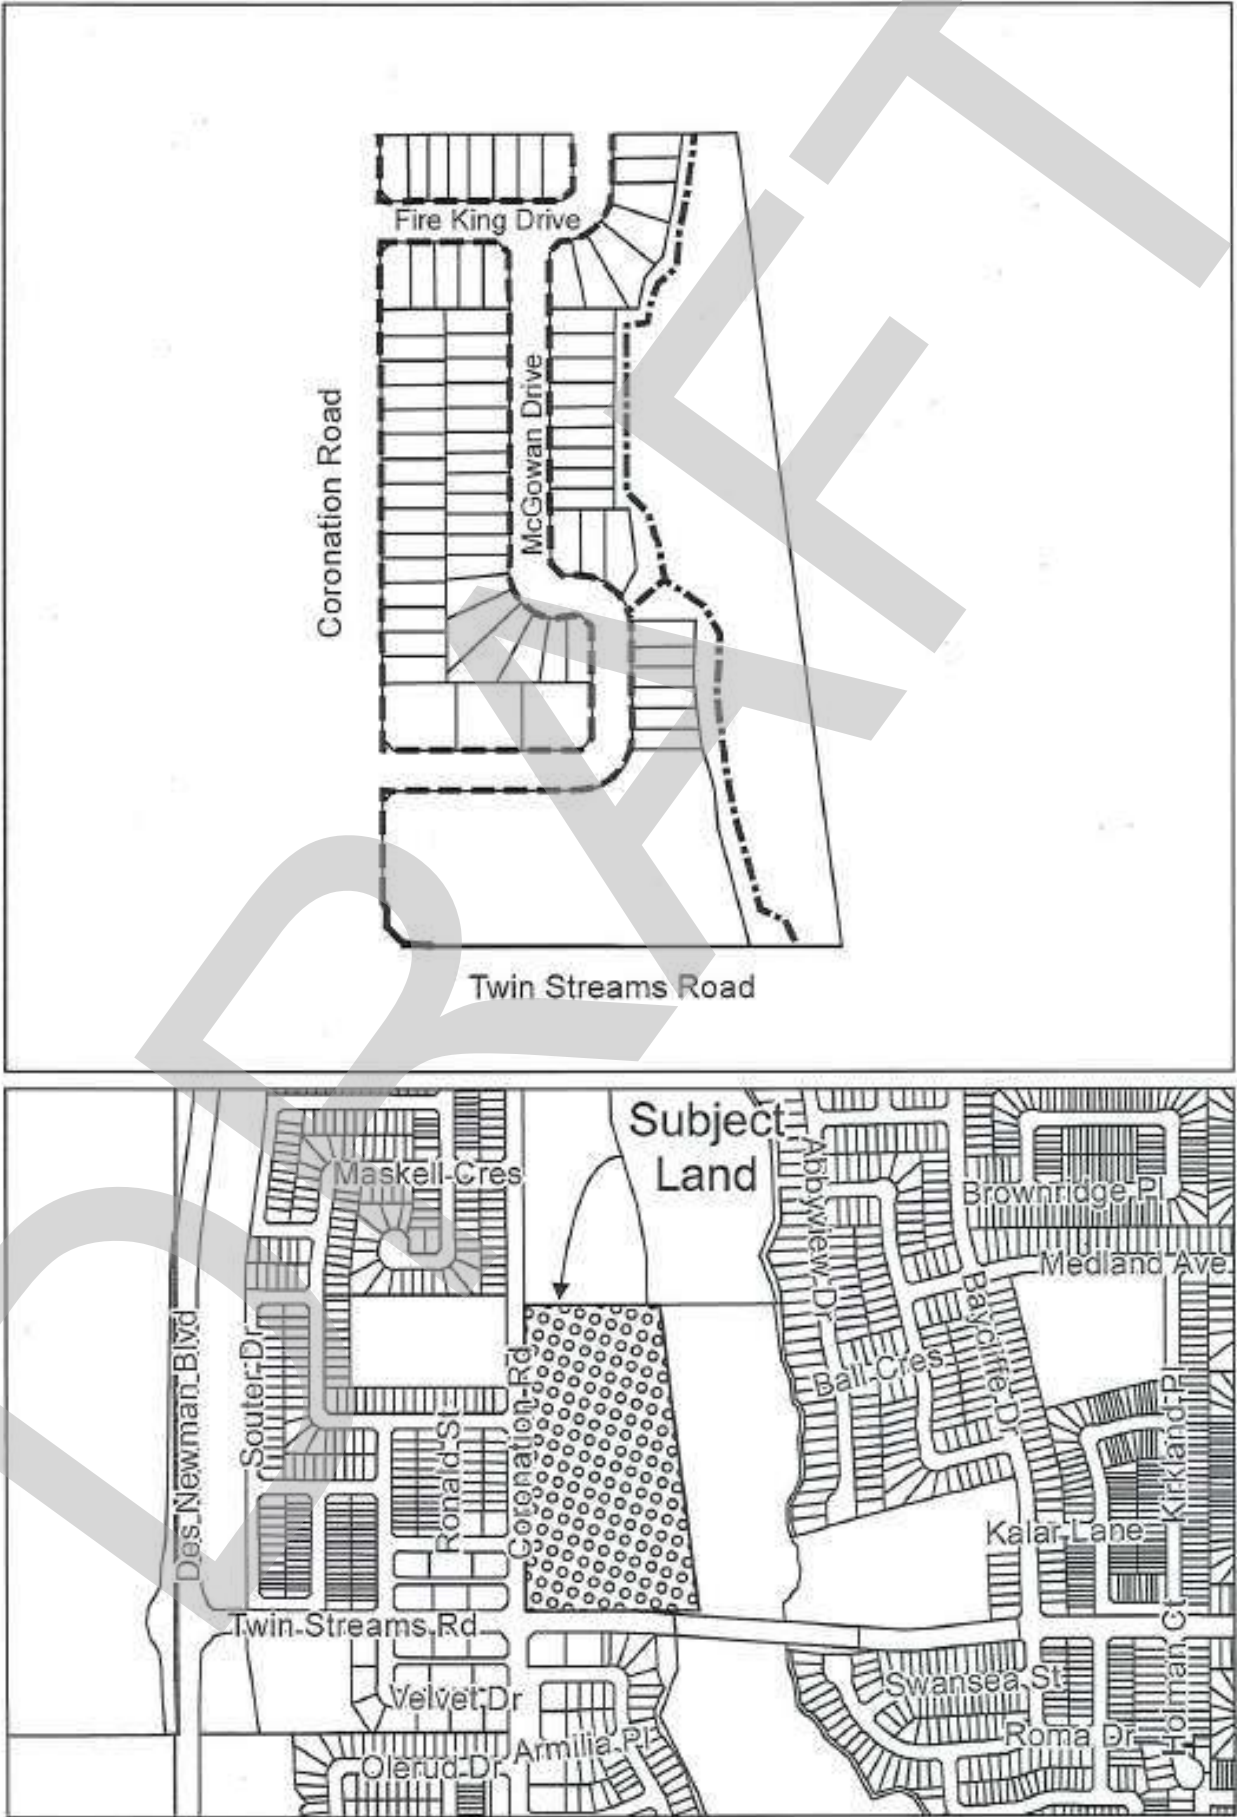 Fire King Drive
McGowan Drive
Coronation Road
Twin Streams Road
DRAFT
Subject
Land
Maskell Cres
Abbyview Dr
Brownridge Pl
Medland Ave
Baycliffe Dr
Des Newman Blvd
Souter Dr
Ronald St
Coronation Rd
Ball Cres
Kirkland Pl
Kalar Lane
Twin Streams Rd
Holman Ct
Swansea St
Velvet Dr
Roma Dr
Armilia Pl
Olerud Dr